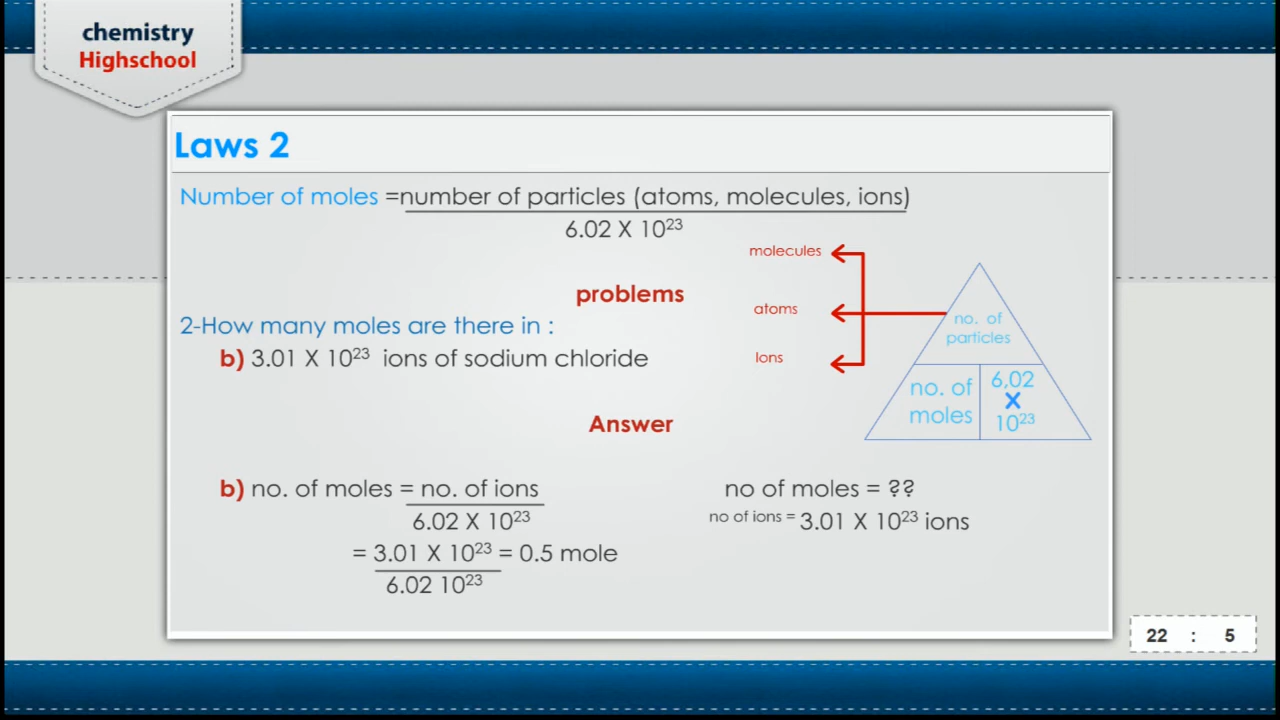 chemistry
Highschool
Laws 2
Number of moles =number of particles (atoms, molecules, ions)
6.02 X 10²³
molecules
problems
atoms
no. of
particles
2-How many moles are there in :
b) 3.01 X 10²³ ions of sodium chloride
Ions
no. of
moles
6,02
X
10²³
Answer
b) no. of moles = no. of ions
6.02 X 10²³
= 3.01 X 10²³ = 0.5 mole
6.02 10²³
no of moles = ??
no of ions = 3.01 X 10²³ ions
22 : 5